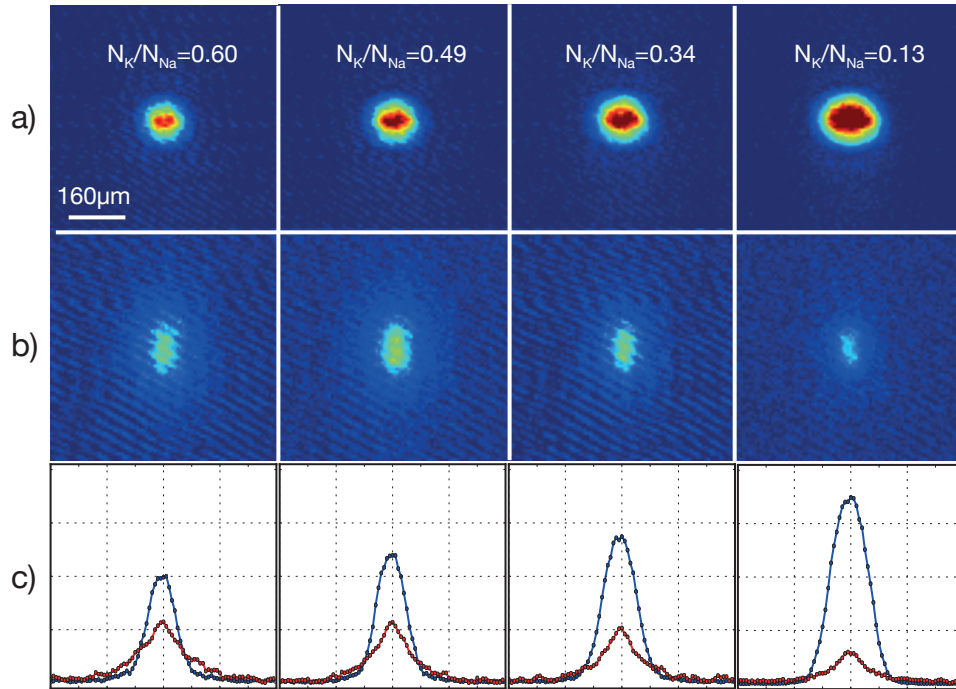 N_K/N_Na=0.60
N_K/N_Na=0.49
N_K/N_Na=0.34
N_K/N_Na=0.13
a)
160μm
b)
c)